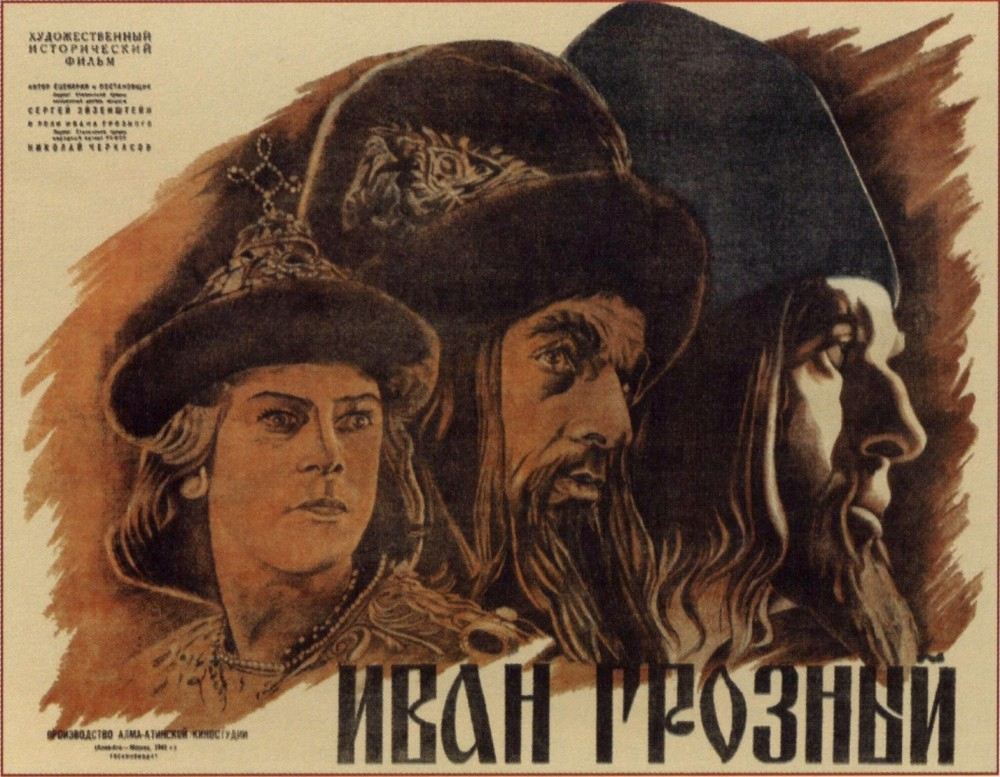 ХУДОЖЕСТВЕННЫЙ
ИСТОРИЧЕСКИЙ
ФИЛЬМ
АВТОР СЦЕНАРИЯ и ПОСТАНОВЩИК
СЕРГЕЙ ЭЙЗЕНШТЕЙН
В РОЛИ ИВАНА ГРОЗНОГО
НИКОЛАЙ ЧЕРКАСОВ
ИВАН ГРОЗНЫЙ
ПРОИЗВОДСТВО АЛМА-АТИНСКОЙ КИНОСТУДИИ